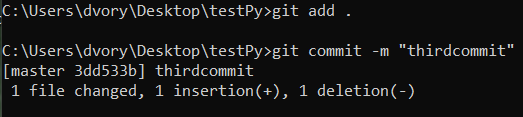 C:\Users\dvory\Desktop\testPy>git add .
C:\Users\dvory\Desktop\testPy>git commit -m "thirdcommit"
[master 3dd533b] thirdcommit
 1 file changed, 1 insertion(+), 1 deletion(-)